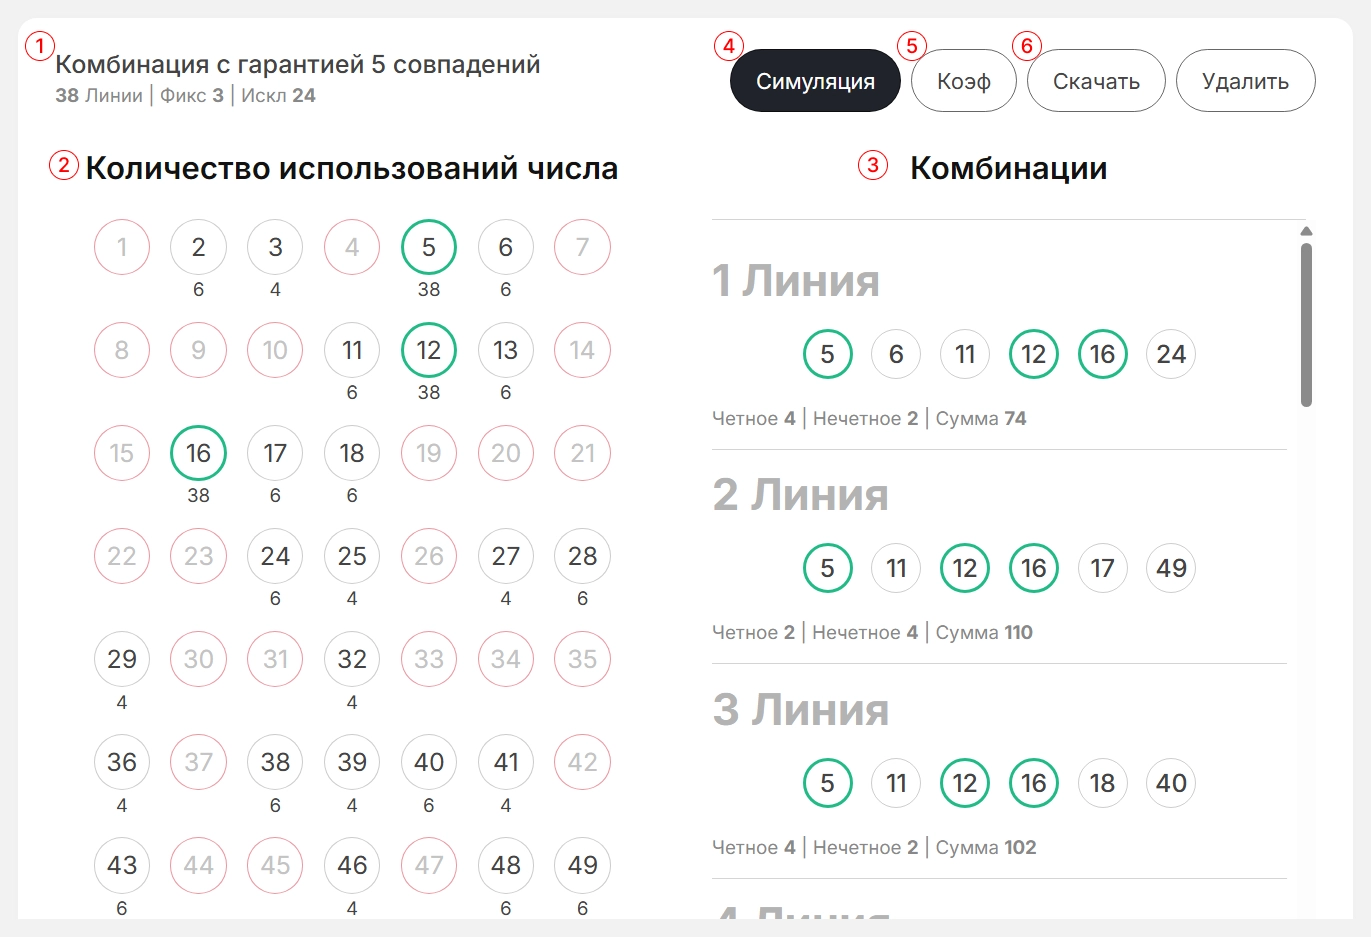 1
Комбинация с гарантией 5 совпадений
38 Линии | Фикс 3 | Искл 24
4 Симуляция 5 Коэф 6 Скачать Удалить
2 Количество использований числа
1 2 3 4 5 6 7
6 4 38 6
8 9 10 11 12 13 14
6 38 6
15 16 17 18 19 20 21
38 6 6
22 23 24 25 26 27 28
6 4 4 6
29 30 31 32 33 34 35
4 4
36 37 38 39 40 41 42
4 6 4 6 4
43 44 45 46 47 48 49
6 4 6 6
3 Комбинации
1 Линия
5 6 11 12 16 24
Четное 4 | Нечетное 2 | Сумма 74
2 Линия
5 11 12 16 17 49
Четное 2 | Нечетное 4 | Сумма 110
3 Линия
5 11 12 16 18 40
Четное 4 | Нечетное 2 | Сумма 102
4 Линия